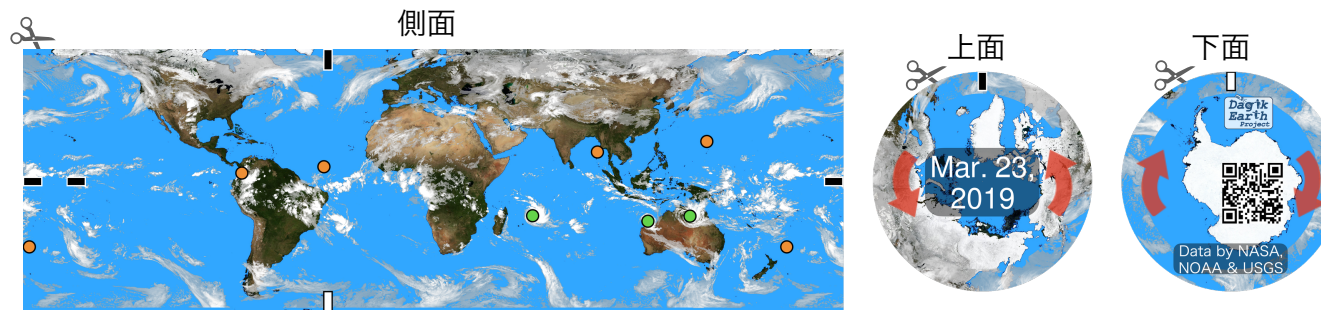 側面
上面
下面
Mar. 23,
2019
Dagik
Earth
Project
Data by NASA,
NOAA & USGS